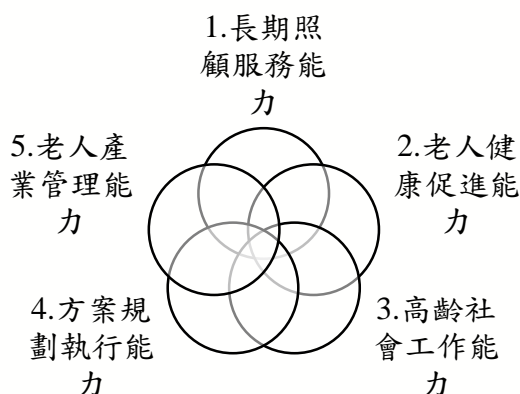 1.長期照
顧服務能
力
2.老人健
康促進能
力
3.高齡社
會工作能
力
4.方案規
劃執行能
力
5.老人產
業管理能
力